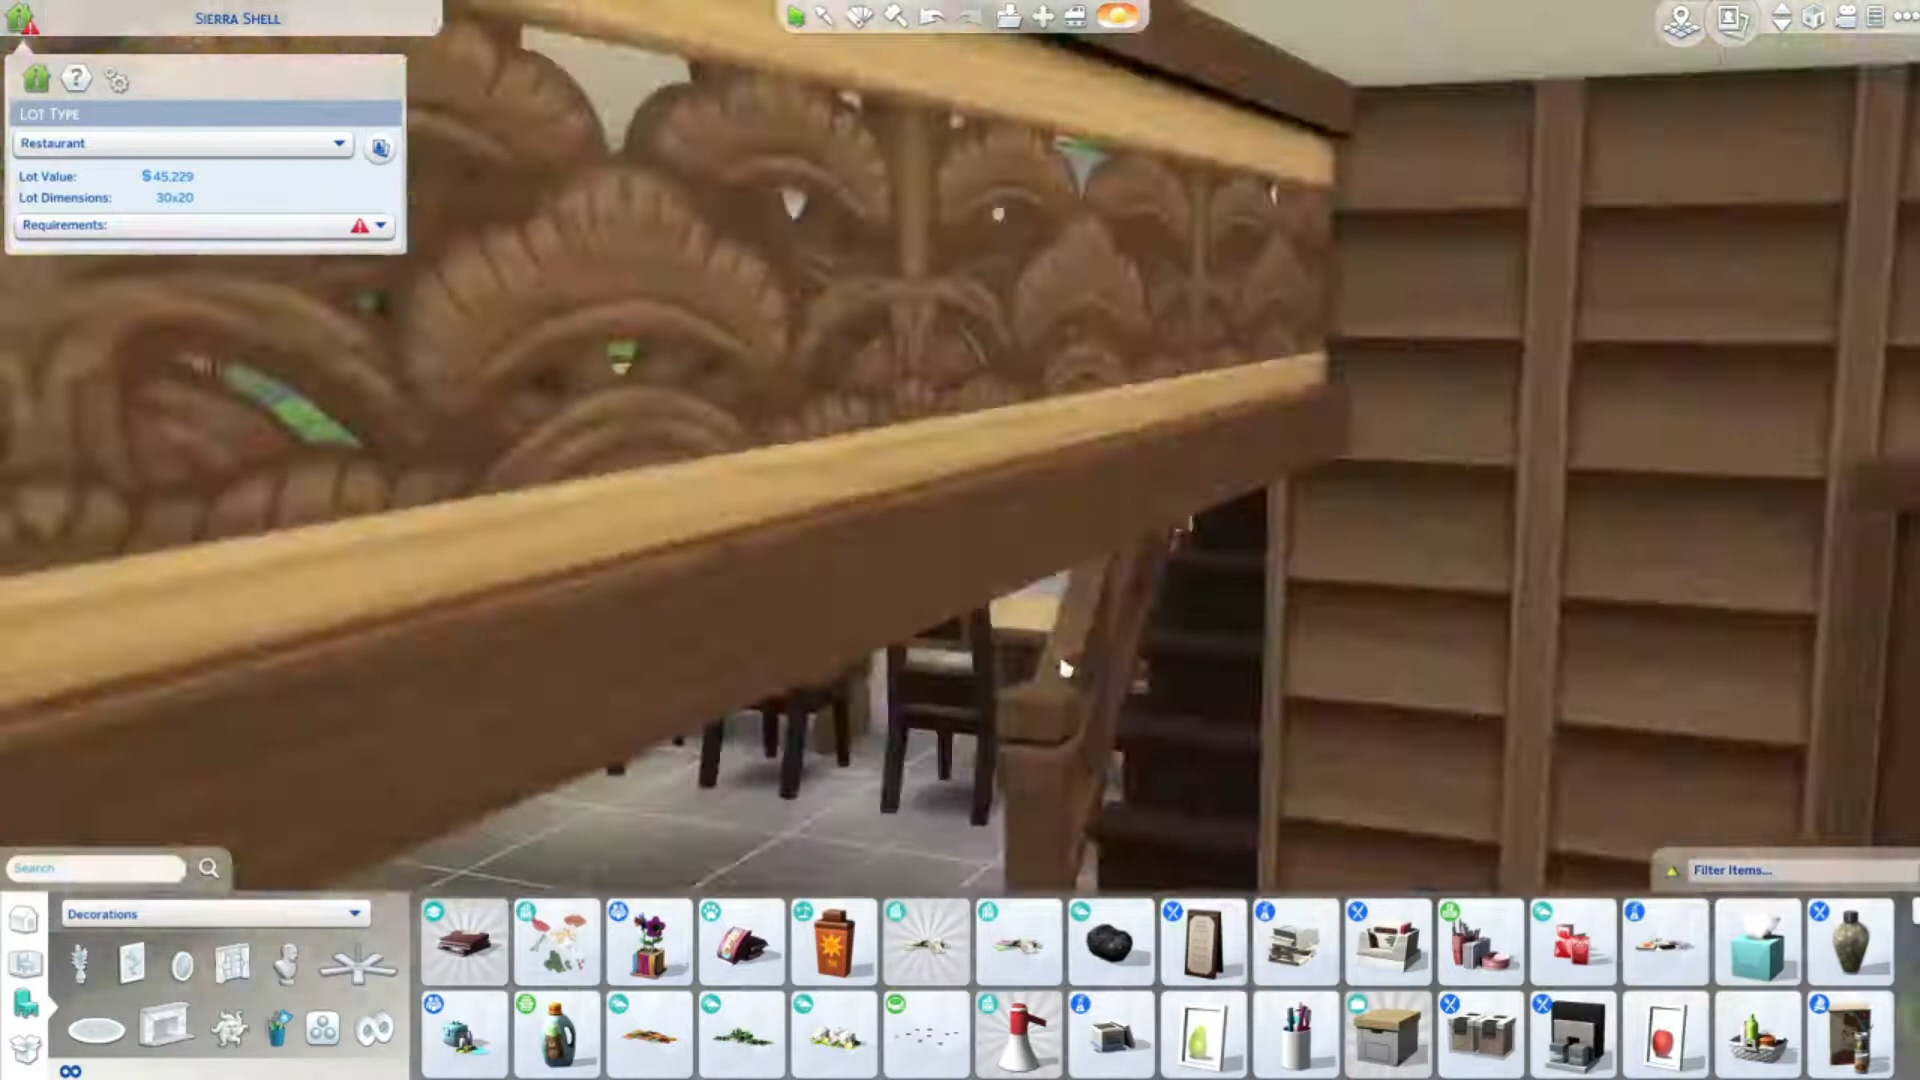 SIERRA SHELL
LOT TYPE
Restaurant
Lot Value: $45,229
Lot Dimensions: 30x20
Requirements:
Search
Filter Items...
Decorations